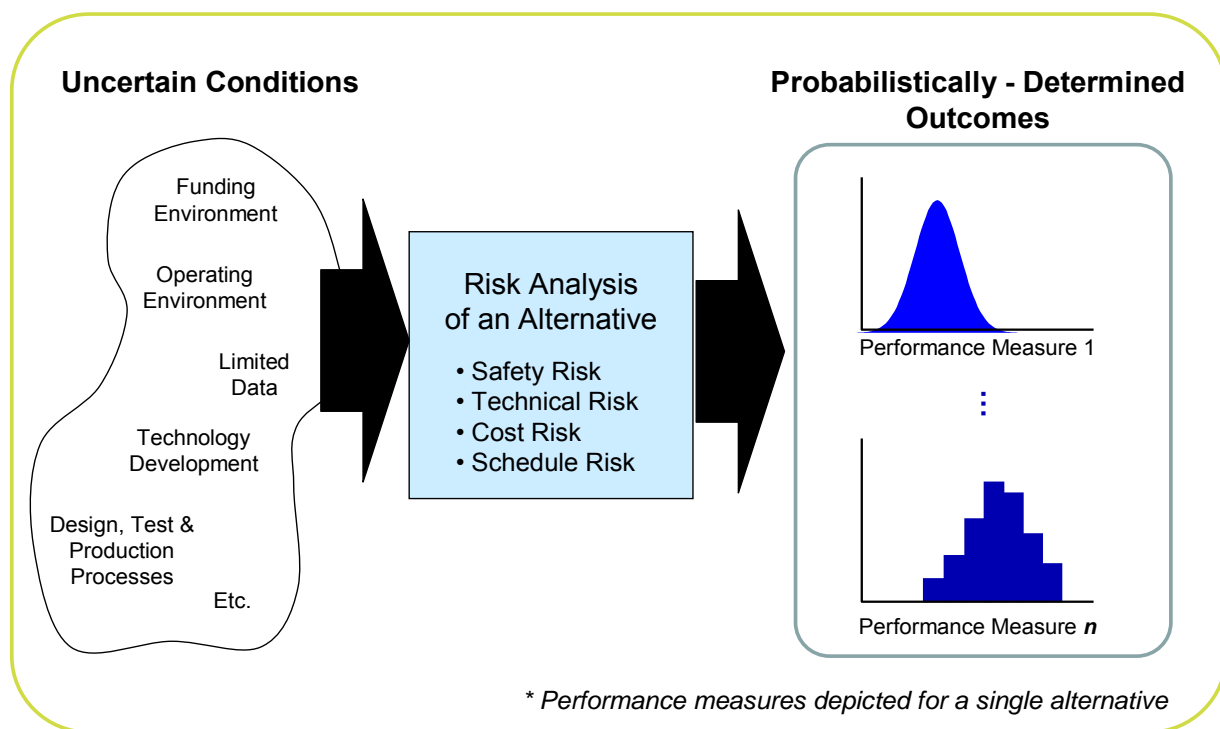 Uncertain Conditions
Funding
Environment
Operating
Environment
Limited
Data
Technology
Development
Design, Test &
Production
Processes
Etc.
Risk Analysis
of an Alternative
• Safety Risk
• Technical Risk
• Cost Risk
• Schedule Risk
Probabilistically - Determined
Outcomes
Performance Measure 1
⋮
Performance Measure n
* Performance measures depicted for a single alternative